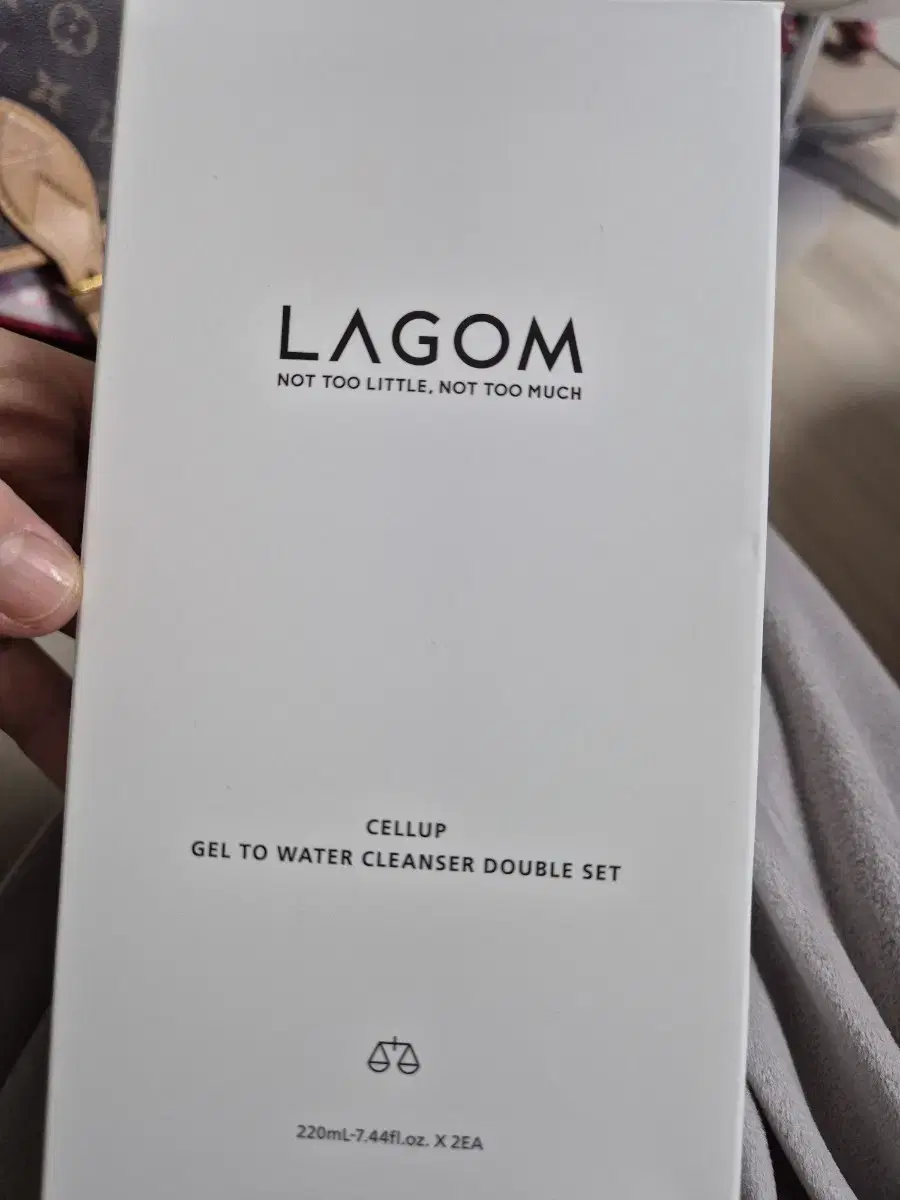 LAGOM
NOT TOO LITTLE, NOT TOO MUCH
CELLUP
GEL TO WATER CLEANSER DOUBLE SET
220mL-7.44fl.oz. X 2EA